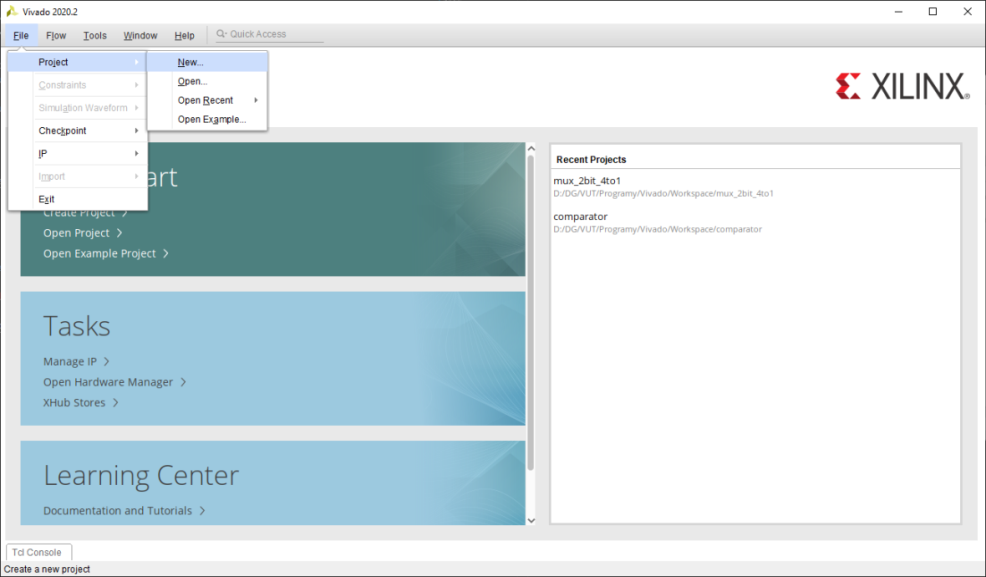 Vivado 2020.2
File Flow Tools Window Help Quick Access
Project
Constraints
Simulation Waveform
Checkpoint
IP
Import
Exit
New...
Open...
Open Recent
Open Example...
XILINX®
art
Create Project
Open Project
Open Example Project
Tasks
Manage IP
Open Hardware Manager
XHub Stores
Learning Center
Documentation and Tutorials
Recent Projects
mux_2bit_4to1
D:/DG/VUT/Programy/Vivado/Workspace/mux_2bit_4to1
comparator
D:/DG/VUT/Programy/Vivado/Workspace/comparator
Tcl Console
Create a new project